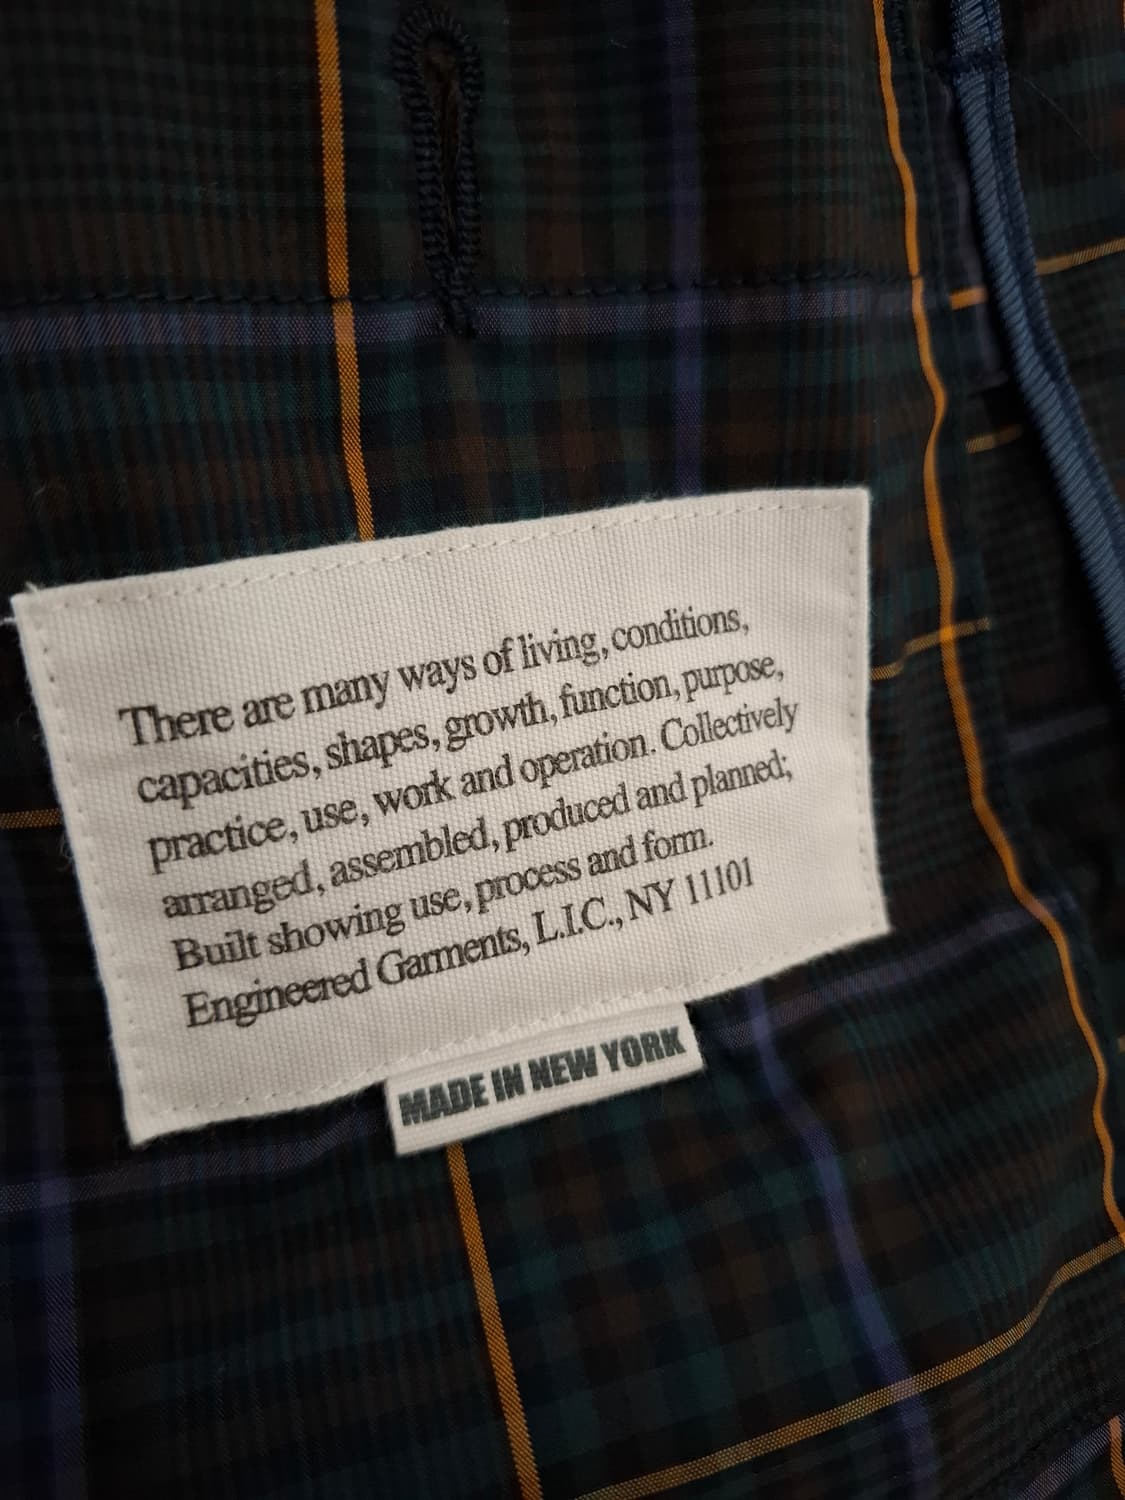 There are many ways of living, conditions,
capacities, shapes, growth, function, purpose,
practice, use, work and operation. Collectively
arranged, assembled, produced and planned;
Built showing use, process and form.
Engineered Garments, L.I.C., NY 11101
MADE IN NEW YORK